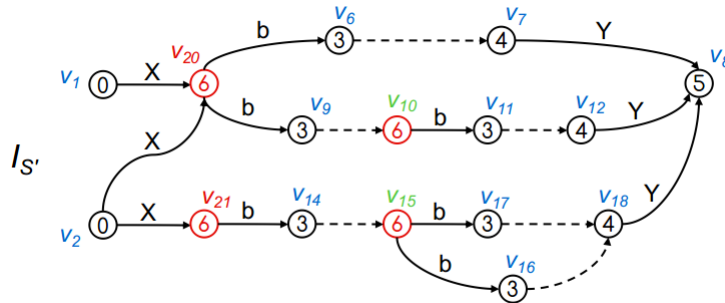 b v₆ v₇ Y v₈
v₂₀ 3 4
v₁ 0 X 6 5
b v₉ v₁₀ v₁₁ v₁₂ Y
3 6 b 3 4
X
I_S'
v₂₁ v₁₄ v₁₅ v₁₇ v₁₈ Y
0 X 6 b 3 6 b 3 4
v₂ b v₁₆
3